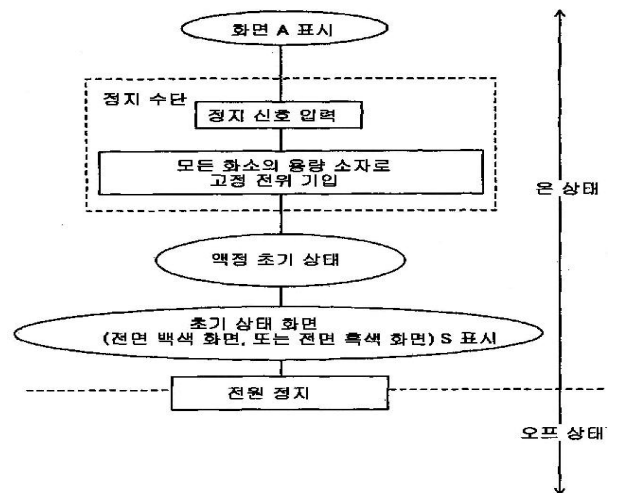 화면 A 표시
정지 수단
정지 신호 압력
모든 화소의 용량 소자로
고정 전위 기입
온 상태
액정 초기 상태
초기 상태 화면
(전면 백색 화면, 또는 전면 흑색 화면) S 표시
전원 정지
오프 상태